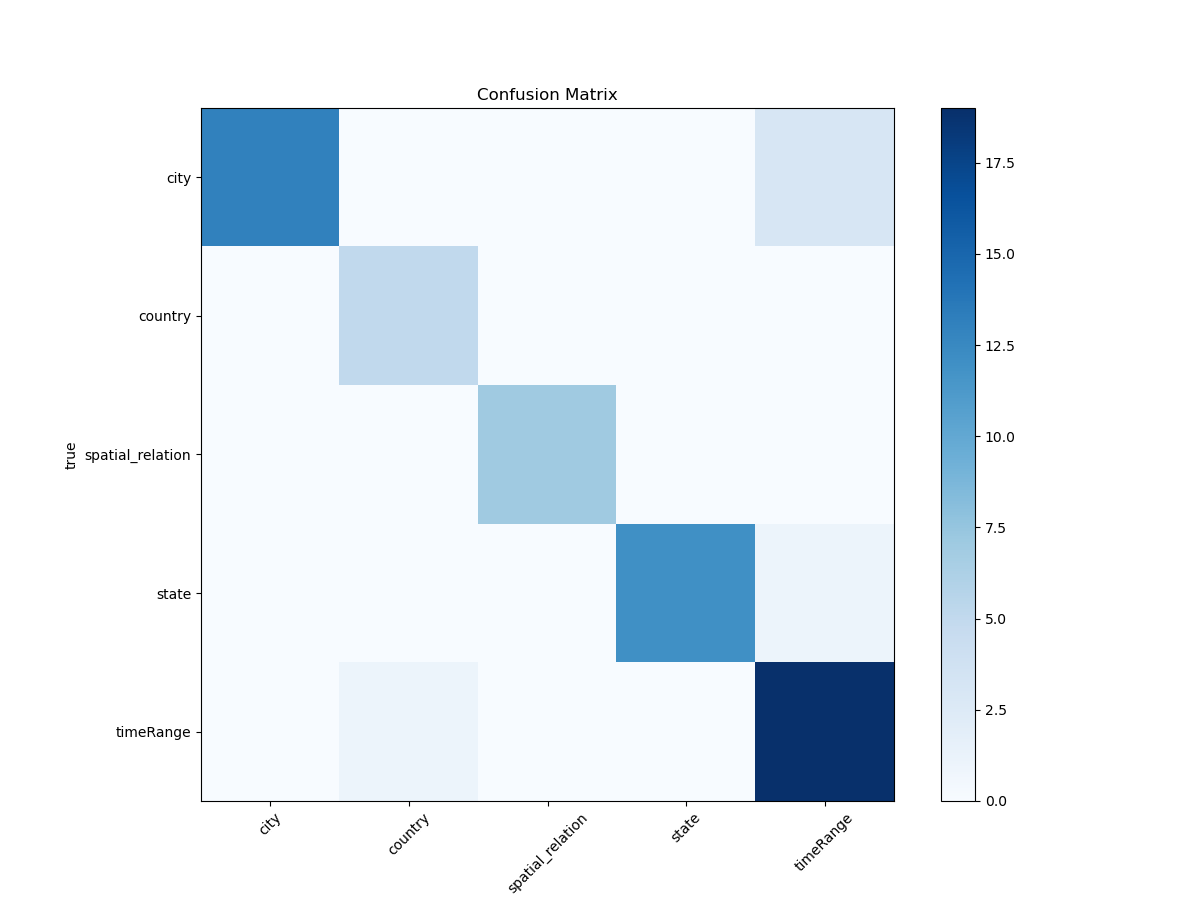 Confusion Matrix
true
city
country
spatial_relation
state
timeRange
city
country
spatial_relation
state
timeRange
17.5
15.0
12.5
10.0
7.5
5.0
2.5
0.0